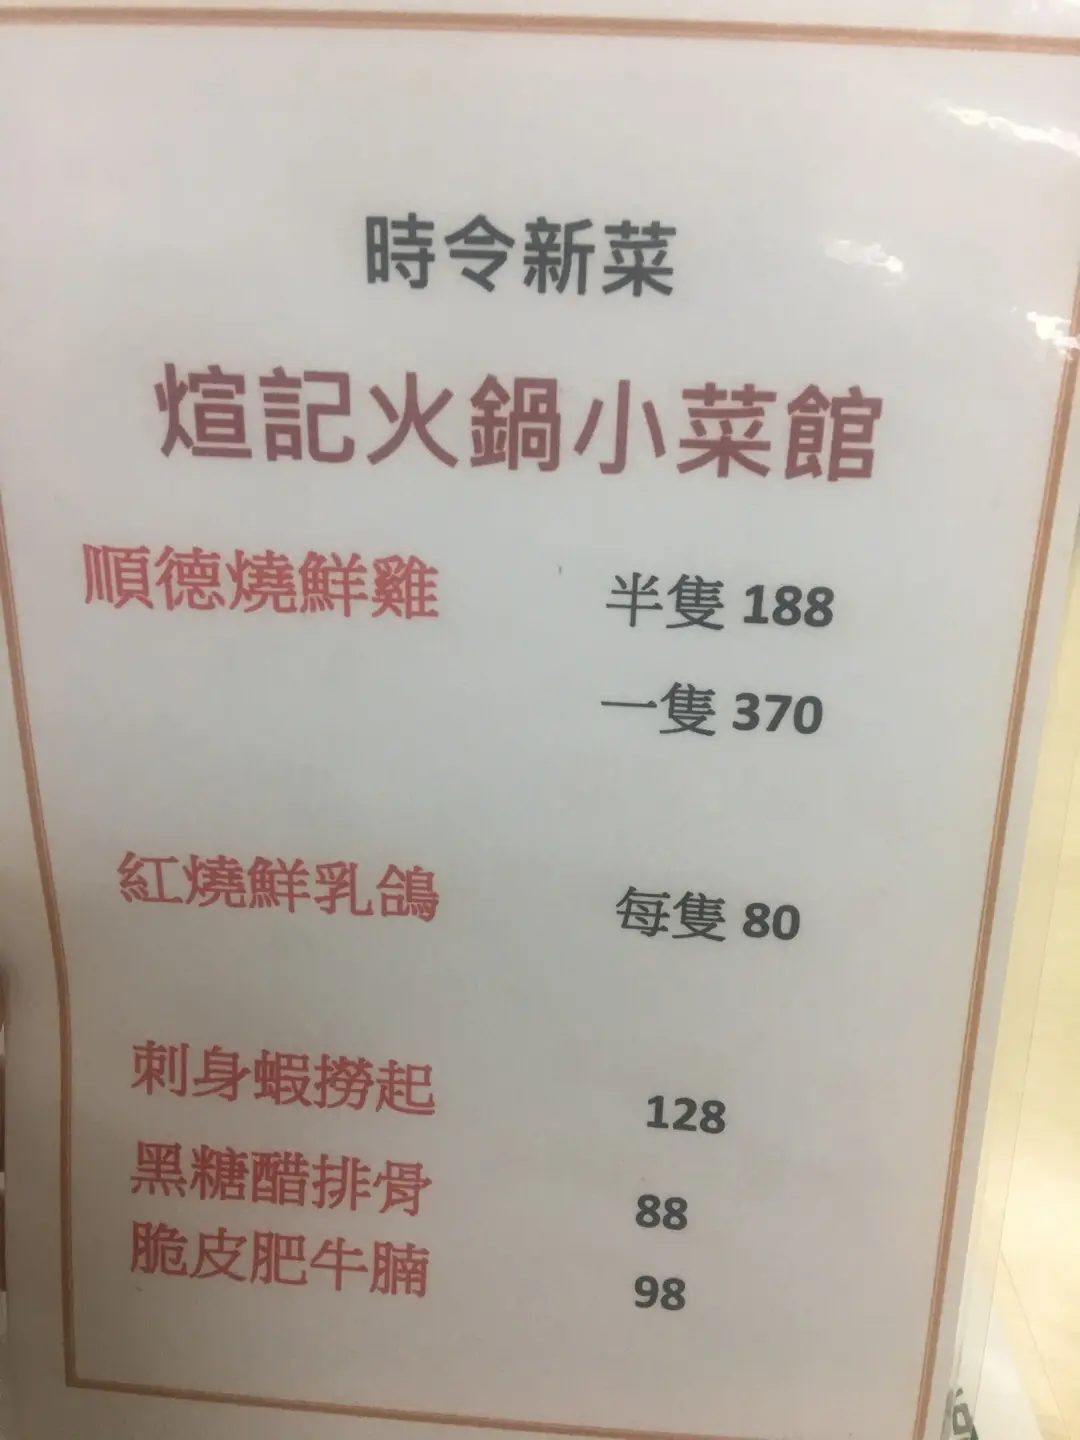 時令新菜
煊記火鍋小菜館
順德燒鮮雞 半隻 188
一隻 370
紅燒鮮乳鴿 每隻 80
刺身蝦撈起 128
黑糖醋排骨 88
脆皮肥牛腩 98